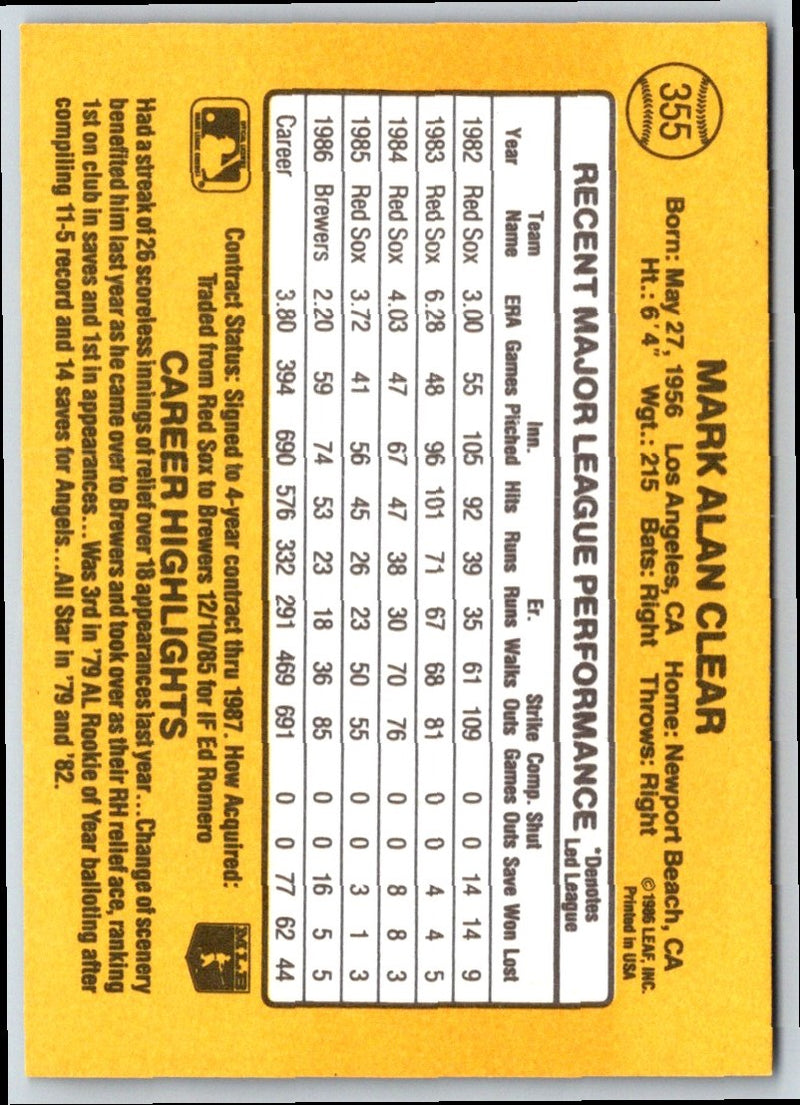 355
MARK ALAN CLEAR
Born: May 27, 1956 Los Angeles, CA Home: Newport Beach, CA
Ht.: 6'4" Wgt.: 215 Bats: Right Throws: Right
©1986 LEAF, INC.
Printed in USA
RECENT MAJOR LEAGUE PERFORMANCE *Denotes
Led League
Team Inn. Er. Strike Comp. Shut
Year Name ERA Games Pitched Hits Runs Runs Walks Outs Games Outs Save Won Lost
1982 Red Sox 3.00 55 105 92 39 35 61 109 0 0 14 14 9
1983 Red Sox 6.28 48 96 101 71 67 68 81 0 0 4 4 5
1984 Red Sox 4.03 47 67 47 38 30 70 76 0 0 8 8 3
1985 Red Sox 3.72 41 56 45 26 23 50 55 0 0 3 1 3
1986 Brewers 2.20 59 74 53 23 18 36 85 0 0 16 5 5
Career 3.80 394 690 576 332 291 469 691 0 0 77 62 44
Contract Status: Signed to 4-year contract thru 1987. How Acquired:
Traded from Red Sox to Brewers 12/10/85 for IF Ed Romero
M.L.B
CAREER HIGHLIGHTS
Had a streak of 26 scoreless innings of relief over 18 appearances last year...Change of scenery
benefited him last year as he came over to Brewers and took over as their RH relief ace, ranking
1st on club in saves and 1st in appearances...Was 3rd in '79 AL Rookie of Year balloting after
compiling 11-5 record and 14 saves for Angels...All Star in '79 and '82.